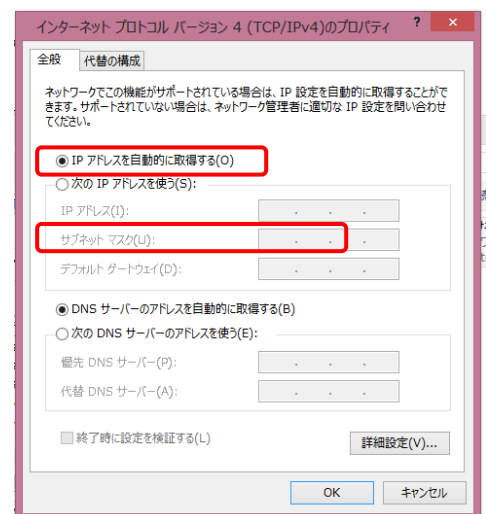 インターネット プロトコル バージョン 4 (TCP/IPv4)のプロパティ ? ×
全般 代替の構成
ネットワークでこの機能がサポートされている場合は、IP 設定を自動的に取得することがで
きます。サポートされていない場合は、ネットワーク管理者に適切な IP 設定を問い合わせ
てください。
IP アドレスを自動的に取得する(O)
次の IP アドレスを使う(S):
IP アドレス(I):
サブネット マスク(U):
デフォルト ゲートウェイ(D):
DNS サーバーのアドレスを自動的に取得する(B)
次の DNS サーバーのアドレスを使う(E):
優先 DNS サーバー(P):
代替 DNS サーバー(A):
終了時に設定を検証する(L)
詳細設定(V)...
OK キャンセル